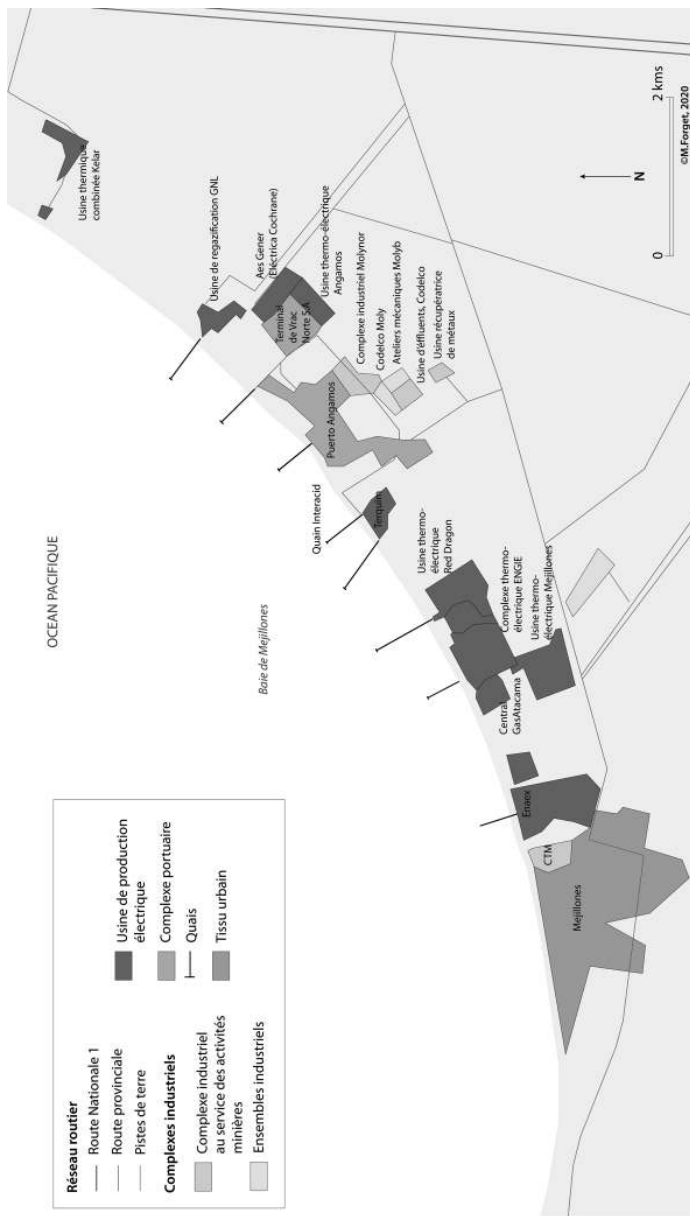 OCEAN PACIFIQUE
Baie de Mejillones
Réseau routier
Route Nationale 1
Route provinciale
Pistes de terre
Complexes industriels
Complexe industriel
au service des activités
minières
Ensembles industriels
Usine de production
électrique
Complexe portuaire
Quais
Tissu urbain
Mejillones
CTM
Enaex
Central
GasAtacama
Usine thermo-
électrique Mejillones
Complexe thermo-
électrique ENGIE
Usine thermo-
électrique
Red Dragon
Terquim
Quain Interacid
Puerto Angamos
Usine récupératrice
de métaux
Usine d'éffluents, Codelco
Ateliers mécaniques Molyb
Codelco Moly
Complexe industriel Molynor
Terminal
de Vrac
Norte S.A
Usine thermo-électrique
Angamos
Aes Gener
(Eléctrica Cochrane)
Usine de regazification GNL
Usine thermique
combinée Kelar
N
0
2 kms
©M.Forget, 2020